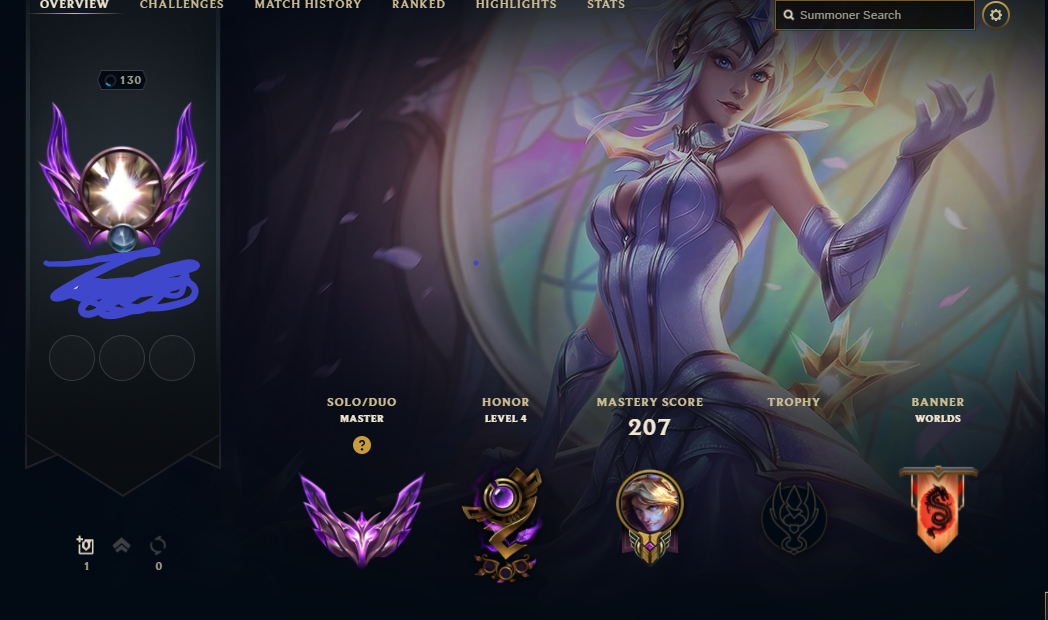 OVERVIEW CHALLENGES MATCH HISTORY RANKED HIGHLIGHTS STATS
Summoner Search
130
SOLO/DUO
MASTER
?
HONOR
LEVEL 4
MASTERY SCORE
207
TROPHY
BANNER
WORLDS
1
0